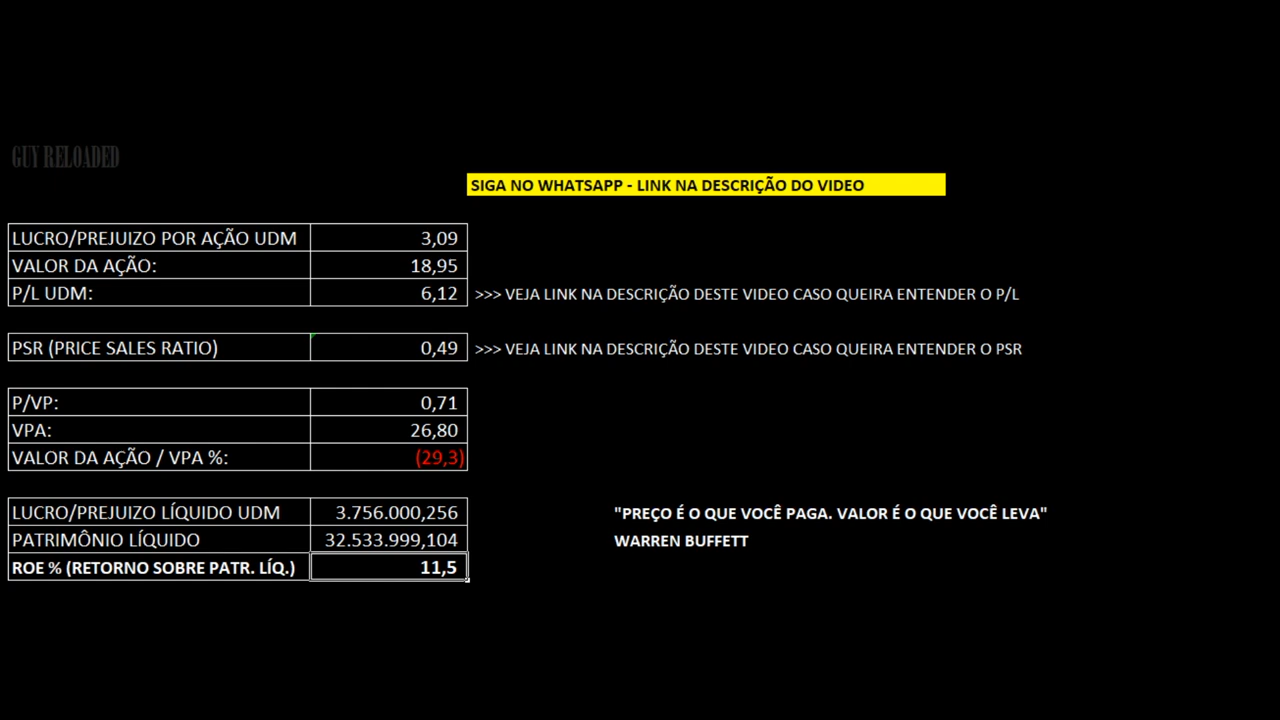 GUY RELOADED
SIGA NO WHATSAPP - LINK NA DESCRIÇÃO DO VIDEO
LUCRO/PREJUIZO POR AÇÃO UDM 3,09
VALOR DA AÇÃO: 18,95
P/L UDM: 6,12 >>> VEJA LINK NA DESCRIÇÃO DESTE VIDEO CASO QUEIRA ENTENDER O P/L
PSR (PRICE SALES RATIO) 0,49 >>> VEJA LINK NA DESCRIÇÃO DESTE VIDEO CASO QUEIRA ENTENDER O PSR
P/VP: 0,71
VPA: 26,80
VALOR DA AÇÃO / VPA %: (29,3)
LUCRO/PREJUIZO LÍQUIDO UDM 3.756.000,256 "PREÇO É O QUE VOCÊ PAGA. VALOR É O QUE VOCÊ LEVA"
PATRIMÔNIO LÍQUIDO 32.533.999,104 WARREN BUFFETT
ROE % (RETORNO SOBRE PATR. LÍQ.) 11,5